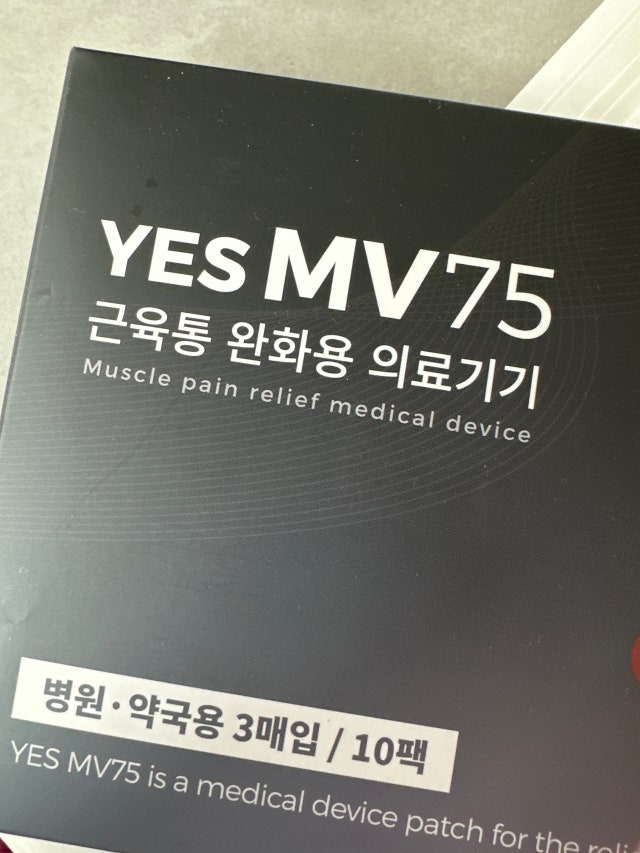 YES MV75
근육통 완화용 의료기기
Muscle pain relief medical device
병원·약국용 3매입 / 10팩
YES MV75 is a medical device patch for the